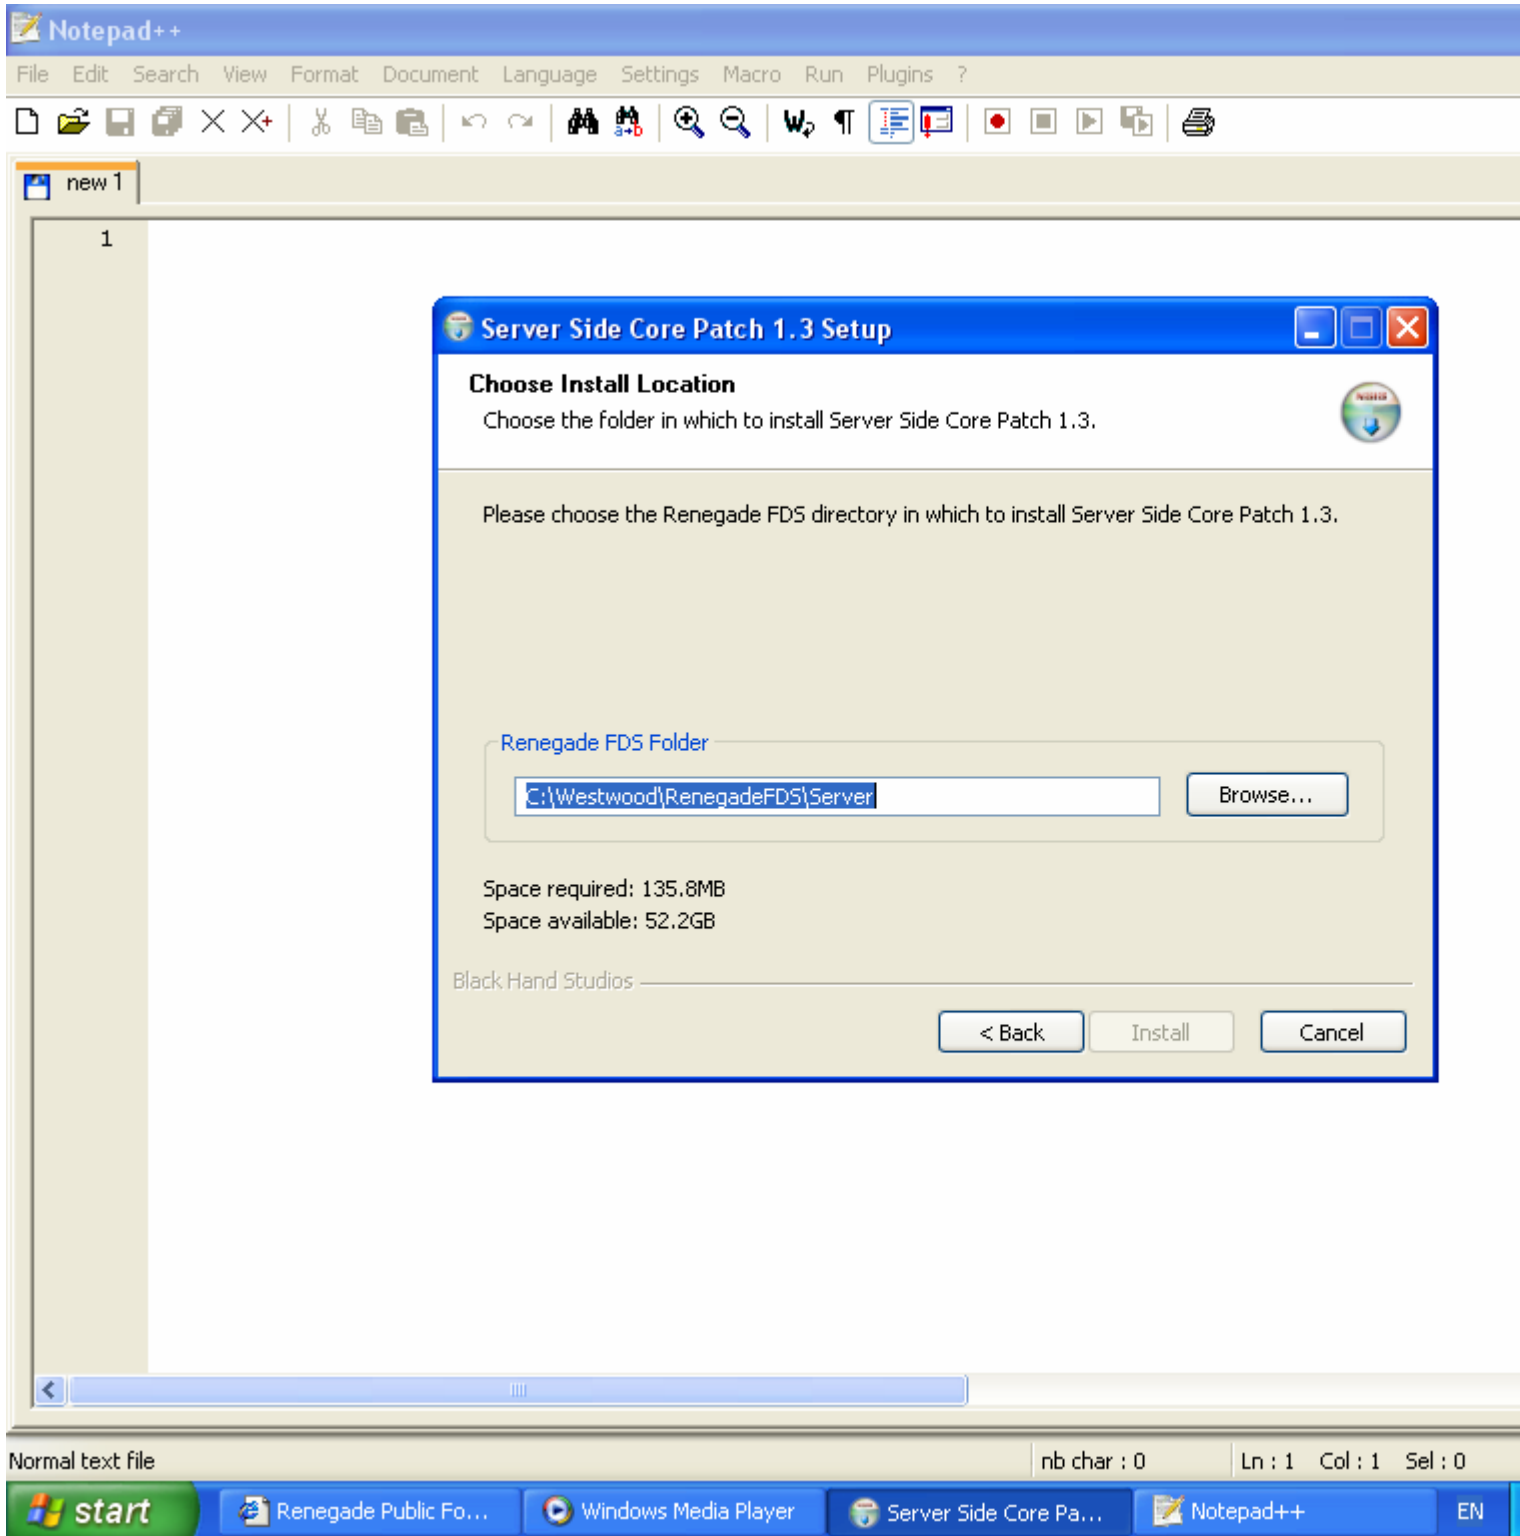 Notepad++
File Edit Search View Format Document Language Settings Macro Run Plugins ?
new 1
1
Server Side Core Patch 1.3 Setup
Choose Install Location
Choose the folder in which to install Server Side Core Patch 1.3.
Please choose the Renegade FDS directory in which to install Server Side Core Patch 1.3.
Renegade FDS Folder
C:\Westwood\RenegadeFDS\Server
Browse...
Space required: 135.8MB
Space available: 52.2GB
Black Hand Studios
< Back Install Cancel
Normal text file nb char : 0 Ln : 1 Col : 1 Sel : 0
start Renegade Public Fo... Windows Media Player Server Side Core Pa... Notepad++ EN